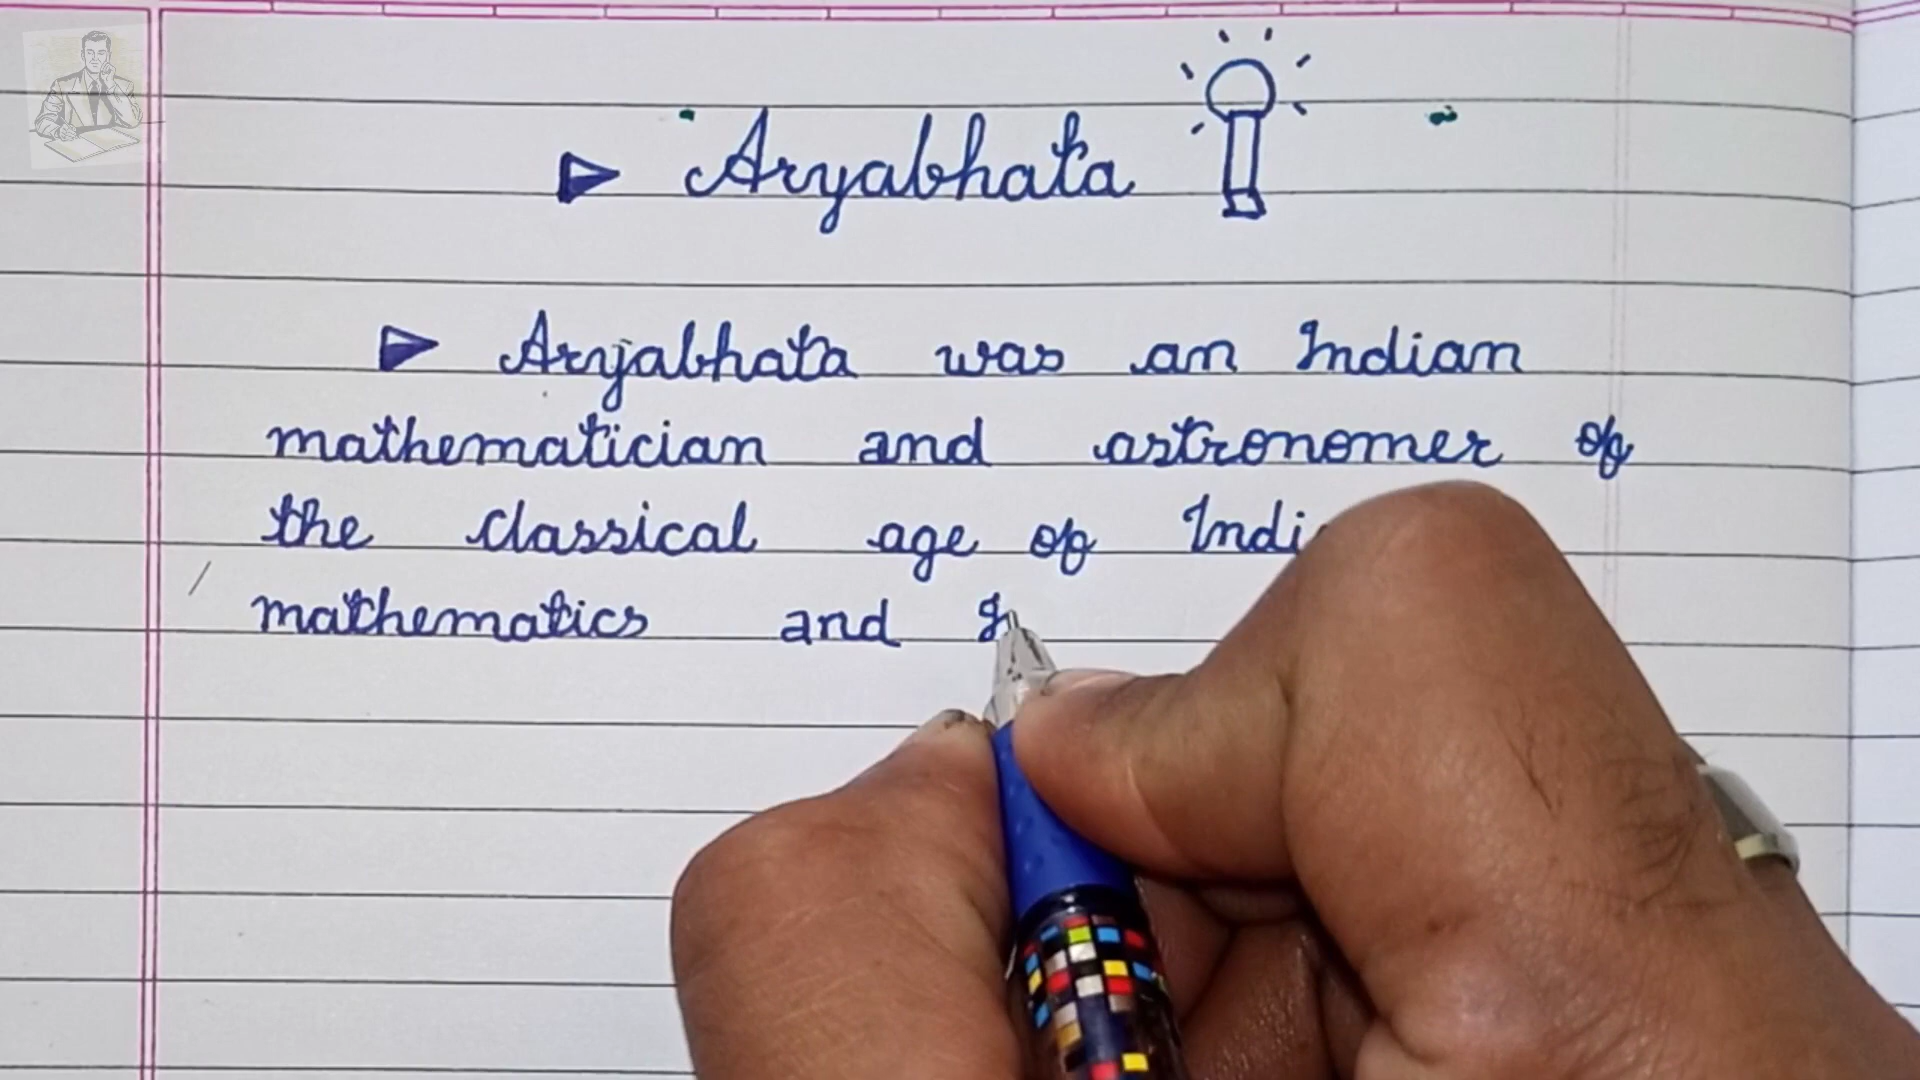 Aryabhata
Aryabhata was an Indian
mathematician and astronomer of
the classical age of Indi
mathematics and